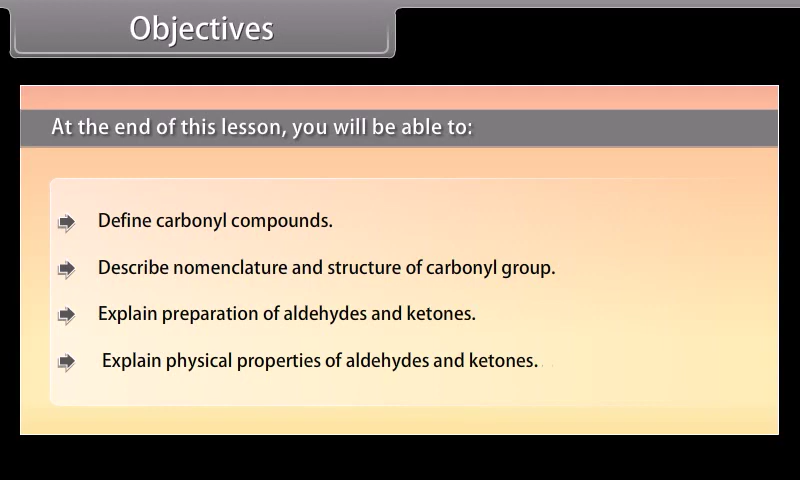 Objectives
At the end of this lesson, you will be able to:
Define carbonyl compounds.
Describe nomenclature and structure of carbonyl group.
Explain preparation of aldehydes and ketones.
Explain physical properties of aldehydes and ketones.